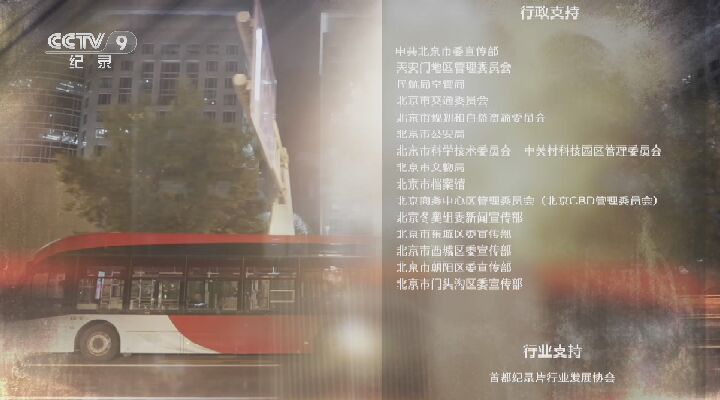 CCTV 9
纪录
行政支持
中共北京市委宣传部
天安门地区管理委员会
民航局空管局
北京市交通委员会
北京市规划和自然资源委员会
北京市公安局
北京市科学技术委员会 中关村科技园区管理委员会
北京市文物局
北京市档案馆
北京商务中心区管理委员会（北京CBD管理委员会）
北京冬奥组委新闻宣传部
北京市东城区委宣传部
北京市西城区委宣传部
北京市朝阳区委宣传部
北京市门头沟区委宣传部
行业支持
首都纪录片行业发展协会